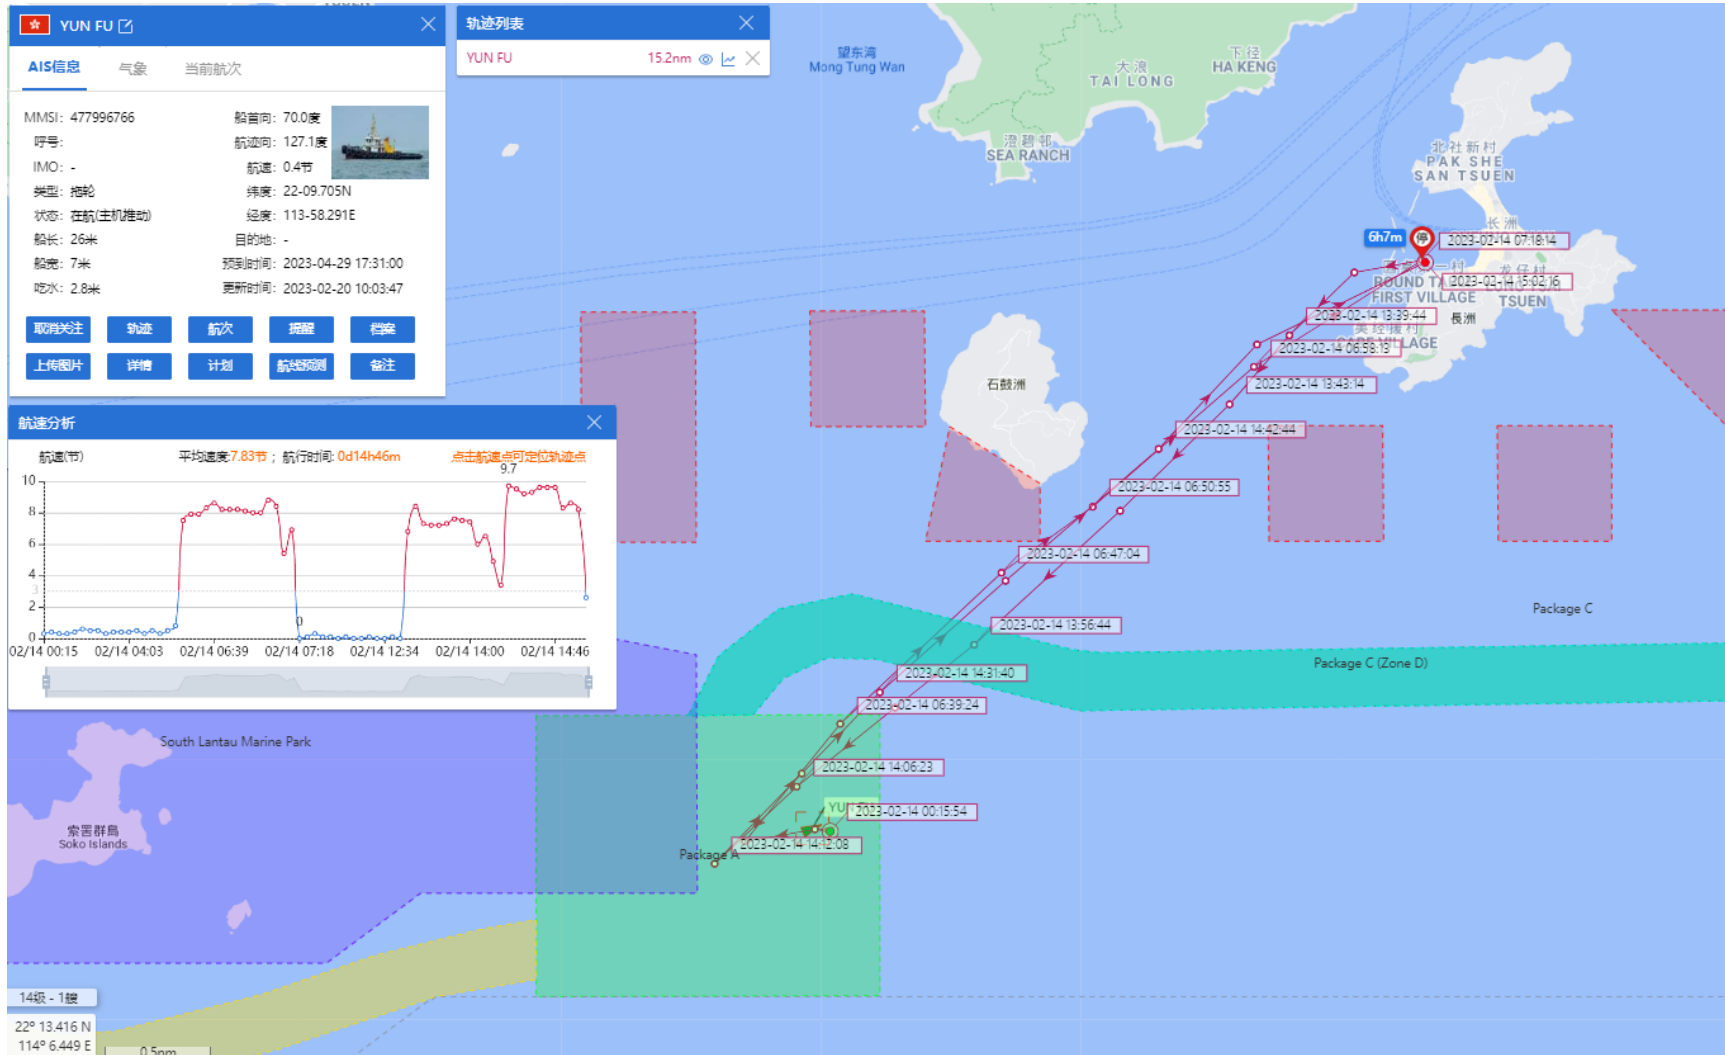 YUN FU
AIS信息
气象
当前航次
MMSI: 477996766
船首向: 70.0度
呼号:
航迹向: 127.1度
IMO: -
航速: 0.4节
类型: 拖轮
纬度: 22-09.705N
状态: 在航(主机推动)
经度: 113-58.291E
船长: 26米
目的地: -
船宽: 7米
预到时间: 2023-04-29 17:31:00
吃水: 2.8米
更新时间: 2023-02-20 10:03:47
取消关注
轨迹
航次
提醒
档案
上传图片
详情
计划
航线预测
备注
轨迹列表
YUN FU
15.2nm
航速分析
航速(节)
平均速度:7.83节 ; 航行时间: 0d14h46m
点击航速点可定位轨迹点
9.7
10
8
6
4
3
2
0
0
02/14 00:15
02/14 04:03
02/14 06:39
02/14 07:18
02/14 12:34
02/14 14:00
02/14 14:46
望东湾
Mong Tung Wan
大浪
TAI LONG
下径
HA KENG
澄碧邨
SEA RANCH
北社新村
PAK SHE
SAN TSUEN
长洲
6h7m
停
2023-02-14 07:18:14
2023-02-14 15:02:16
一村
龙仔村
ROUND TA
FIRST VILLAGE
TSUEN
2023-02-14 13:39:44
長洲
VILLAGE
2023-02-14 06:58:13
2023-02-14 13:43:14
石鼓洲
2023-02-14 14:42:44
2023-02-14 06:50:55
2023-02-14 06:47:04
2023-02-14 13:56:44
Package C
Package C (Zone D)
2023-02-14 14:31:40
2023-02-14 06:39:24
South Lantau Marine Park
2023-02-14 14:06:23
YU
2023-02-14 00:15:54
2023-02-14 14:12:08
Package A
索罟群島
Soko Islands
14级 - 1艘
22° 13.416 N
114° 6.449 E
0.5nm